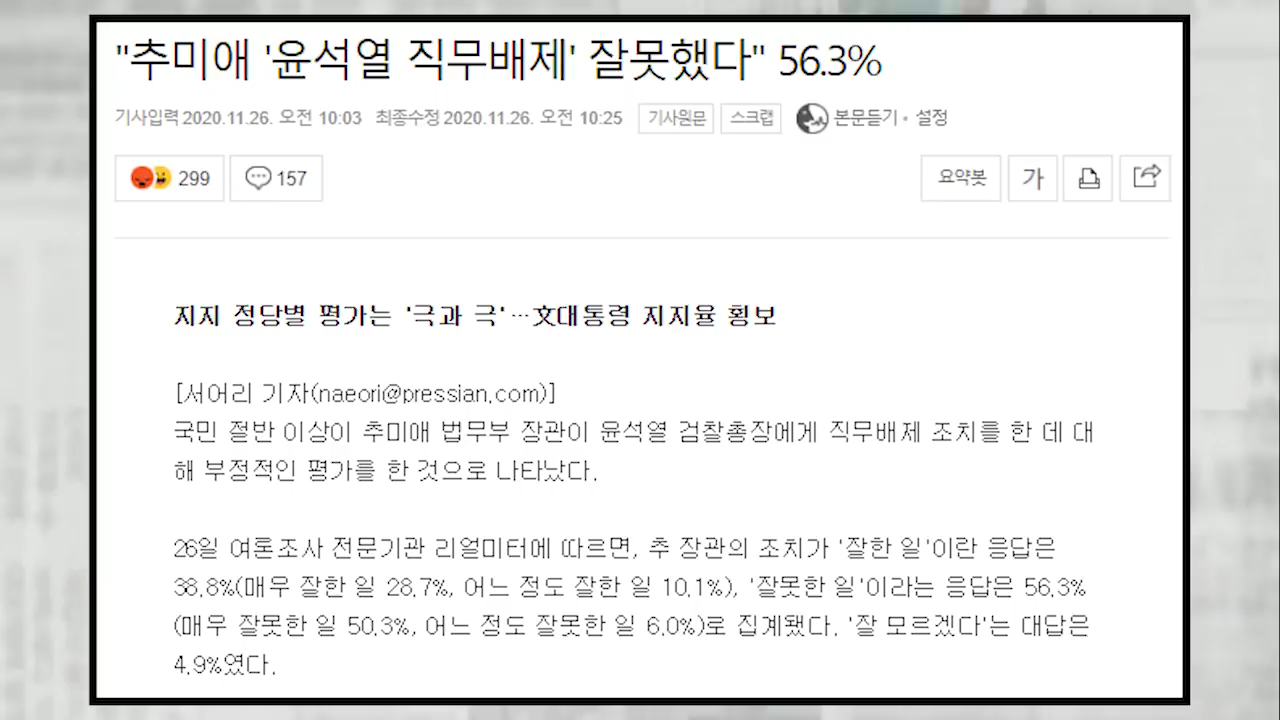 "추미애 '윤석열 직무배제' 잘못했다" 56.3%
기사입력 2020.11.26. 오전 10:03 최종수정 2020.11.26. 오전 10:25 기사원문 스크랩 본문듣기 · 설정
299 157 요약봇 가
지지 정당별 평가는 '극과 극'…文대통령 지지율 횡보
[서어리 기자(naeori@pressian.com)]
국민 절반 이상이 추미애 법무부 장관이 윤석열 검찰총장에게 직무배제 조치를 한 데 대
해 부정적인 평가를 한 것으로 나타났다.
26일 여론조사 전문기관 리얼미터에 따르면, 추 장관의 조치가 '잘한 일'이란 응답은
38.8%(매우 잘한 일 28.7%, 어느 정도 잘한 일 10.1%), '잘못한 일'이라는 응답은 56.3%
(매우 잘못한 일 50.3%, 어느 정도 잘못한 일 6.0%)로 집계됐다. '잘 모르겠다'는 대답은
4.9%였다.